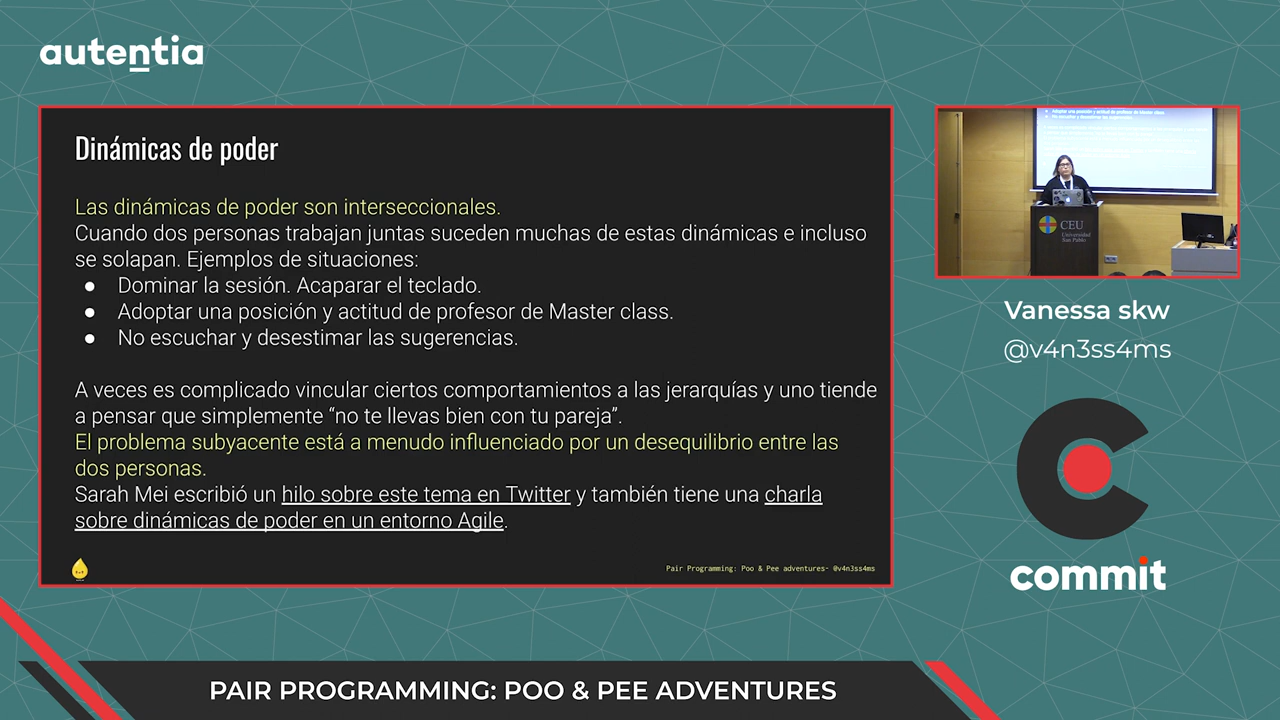 autentia
Dinámicas de poder
Las dinámicas de poder son interseccionales.
Cuando dos personas trabajan juntas suceden muchas de estas dinámicas e incluso
se solapan. Ejemplos de situaciones:
● Dominar la sesión. Acaparar el teclado.
● Adoptar una posición y actitud de profesor de Master class.
● No escuchar y desestimar las sugerencias.
A veces es complicado vincular ciertos comportamientos a las jerarquías y uno tiende
a pensar que simplemente “no te llevas bien con tu pareja”.
El problema subyacente está a menudo influenciado por un desequilibrio entre las
dos personas.
Sarah Mei escribió un hilo sobre este tema en Twitter y también tiene una charla
sobre dinámicas de poder en un entorno Agile.
Pair Programming: Poo & Pee adventures- @v4n3ss4ms
CEU
Universidad
San Pablo
Vanessa skw
@v4n3ss4ms
commit
PAIR PROGRAMMING: POO & PEE ADVENTURES